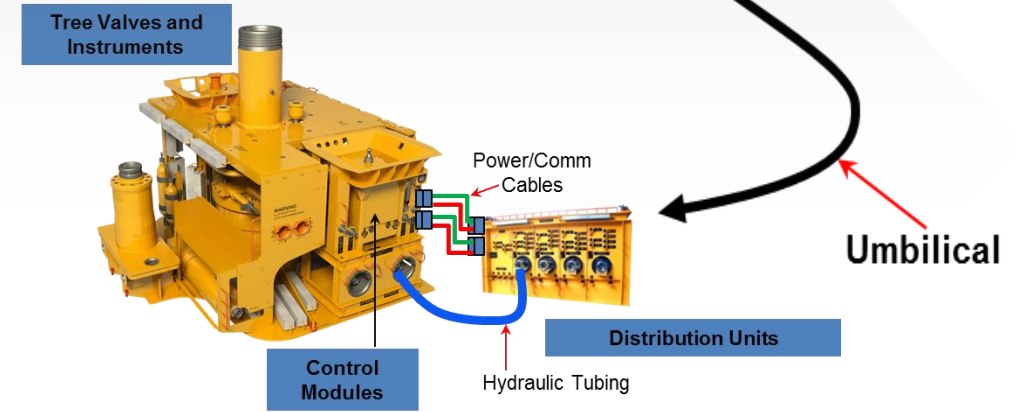 Tree Valves and
Instruments
Power/Comm
Cables
WARNING
Umbilical
Distribution Units
Control
Modules
Hydraulic Tubing